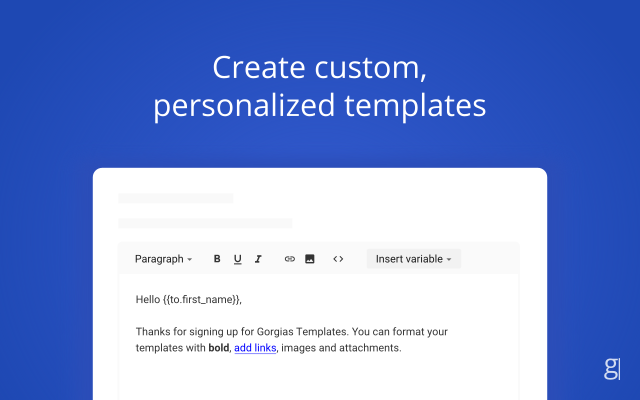 Create custom,
personalized templates
Paragraph B U I <> Insert variable
Hello {{to.first_name}},
Thanks for signing up for Gorgias Templates. You can format your
templates with bold, add links, images and attachments.
g|